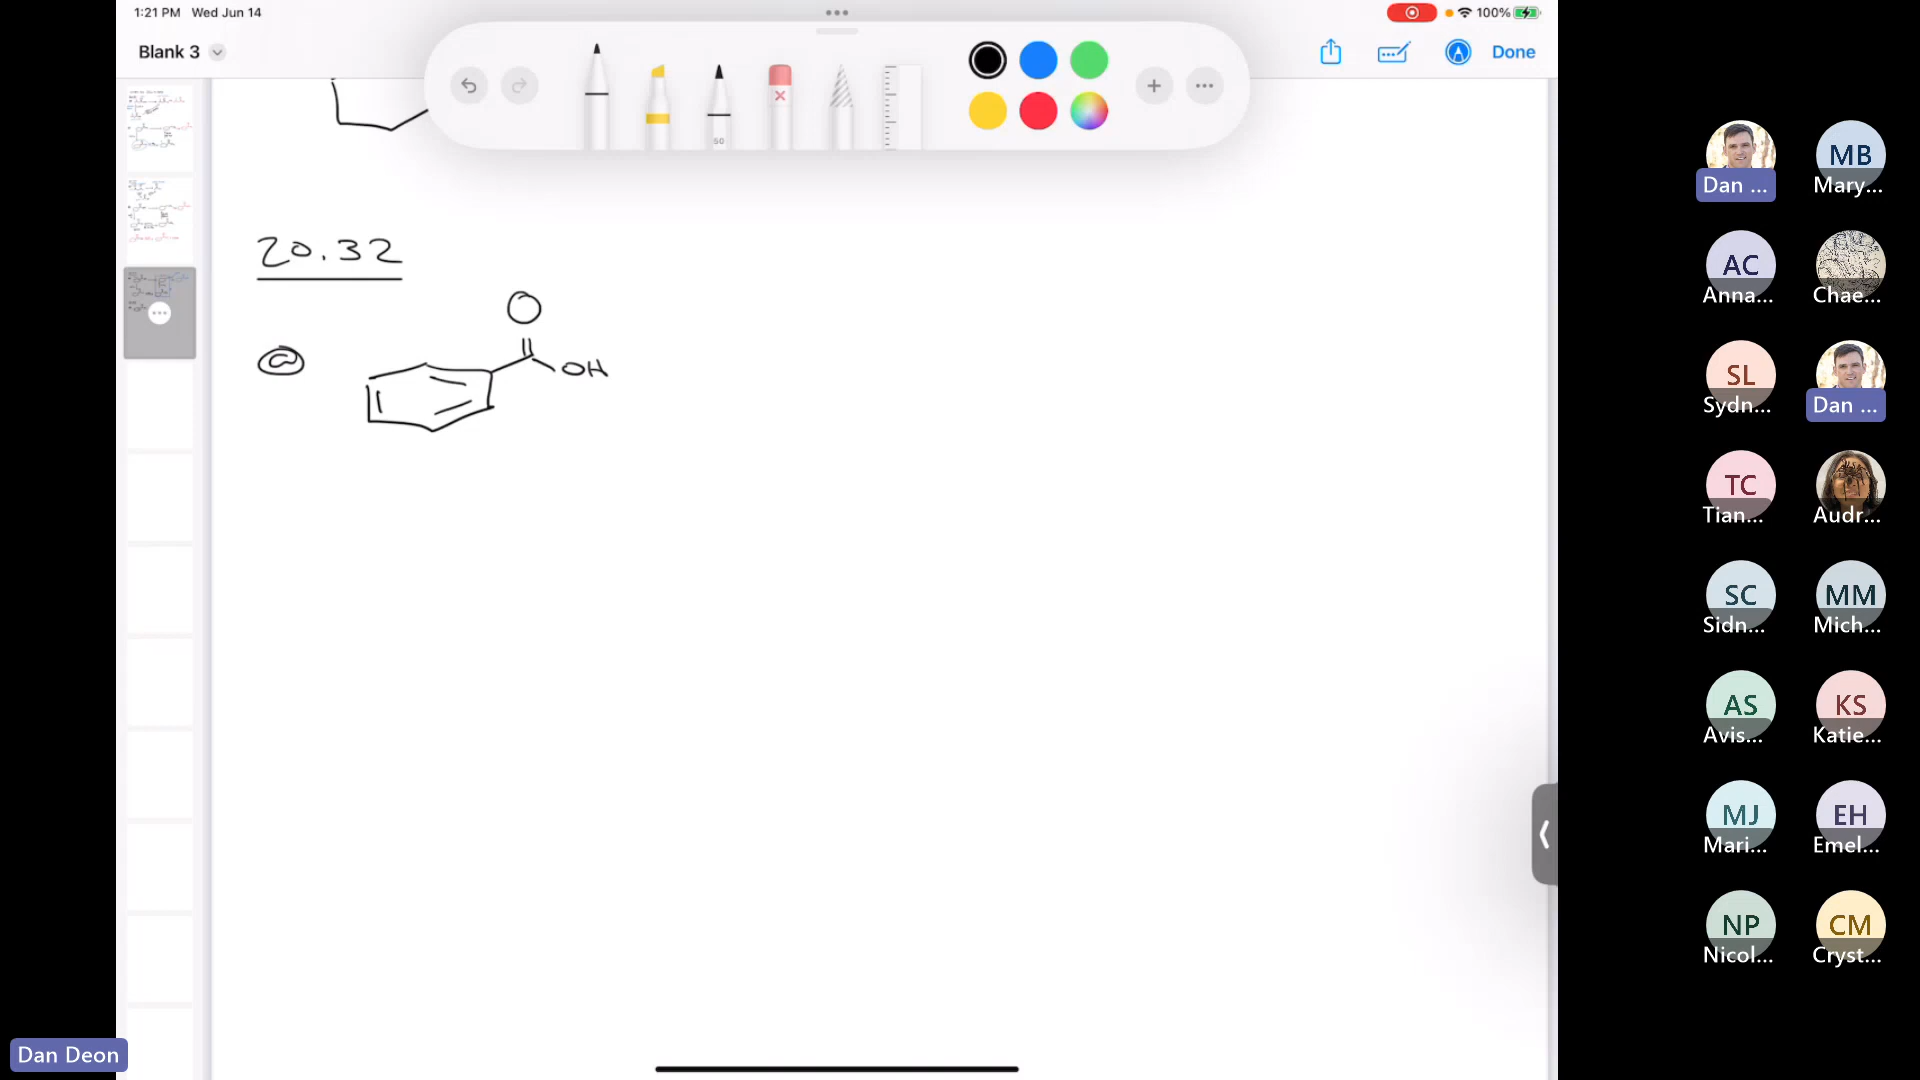 1:21 PM Wed Jun 14
100%
Blank 3
Done
50
20.32
a
O
OH
Dan ...
MB
Mary...
AC
Anna...
Chae...
SL
Sydn...
Dan ...
TC
Tian...
Audr...
SC
Sidn...
MM
Mich...
AS
Avis...
KS
Katie...
MJ
Mari...
EH
Emel...
NP
Nicol...
CM
Cryst...
Dan Deon